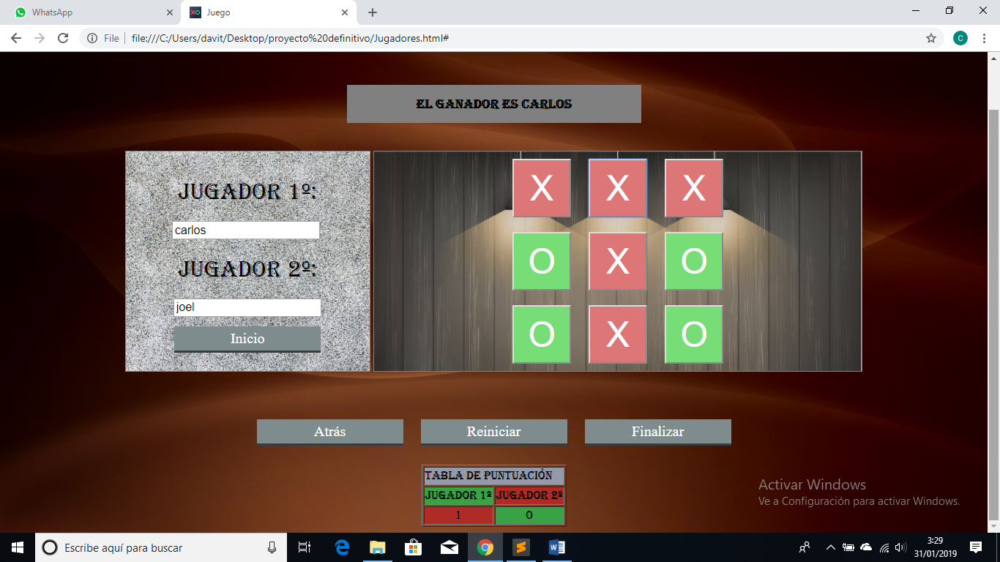 WhatsApp
Juego
File
file:///C:/Users/davit/Desktop/proyecto%20definitivo/Jugadores.html#
C
EL GANADOR ES CARLOS
JUGADOR 1º:
carlos
JUGADOR 2º:
joel
Inicio
X X X
O X O
O X O
Atrás Reiniciar Finalizar
TABLA DE PUNTUACIÓN
JUGADOR 1º JUGADOR 2º
1 0
Activar Windows
Ve a Configuración para activar Windows.
Escribe aquí para buscar
3:29
31/01/2019